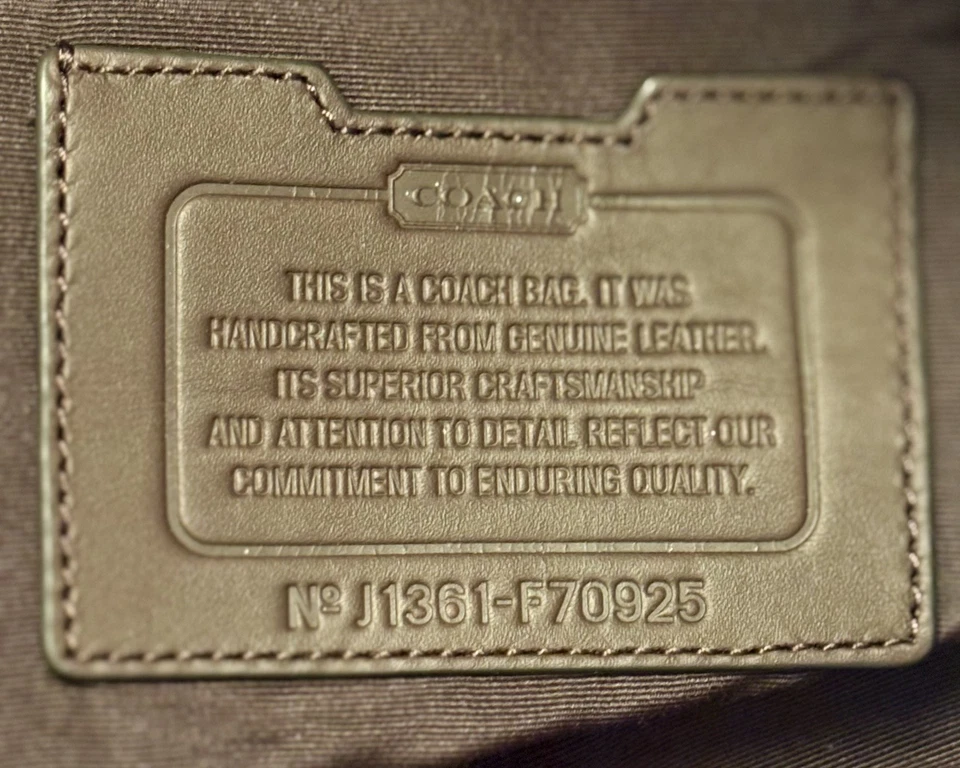 COACH
THIS IS A COACH BAG. IT WAS
HANDCRAFTED FROM GENUINE LEATHER.
ITS SUPERIOR CRAFTSMANSHIP
AND ATTENTION TO DETAIL REFLECT OUR
COMMITMENT TO ENDURING QUALITY.
Nº J1361-F70925